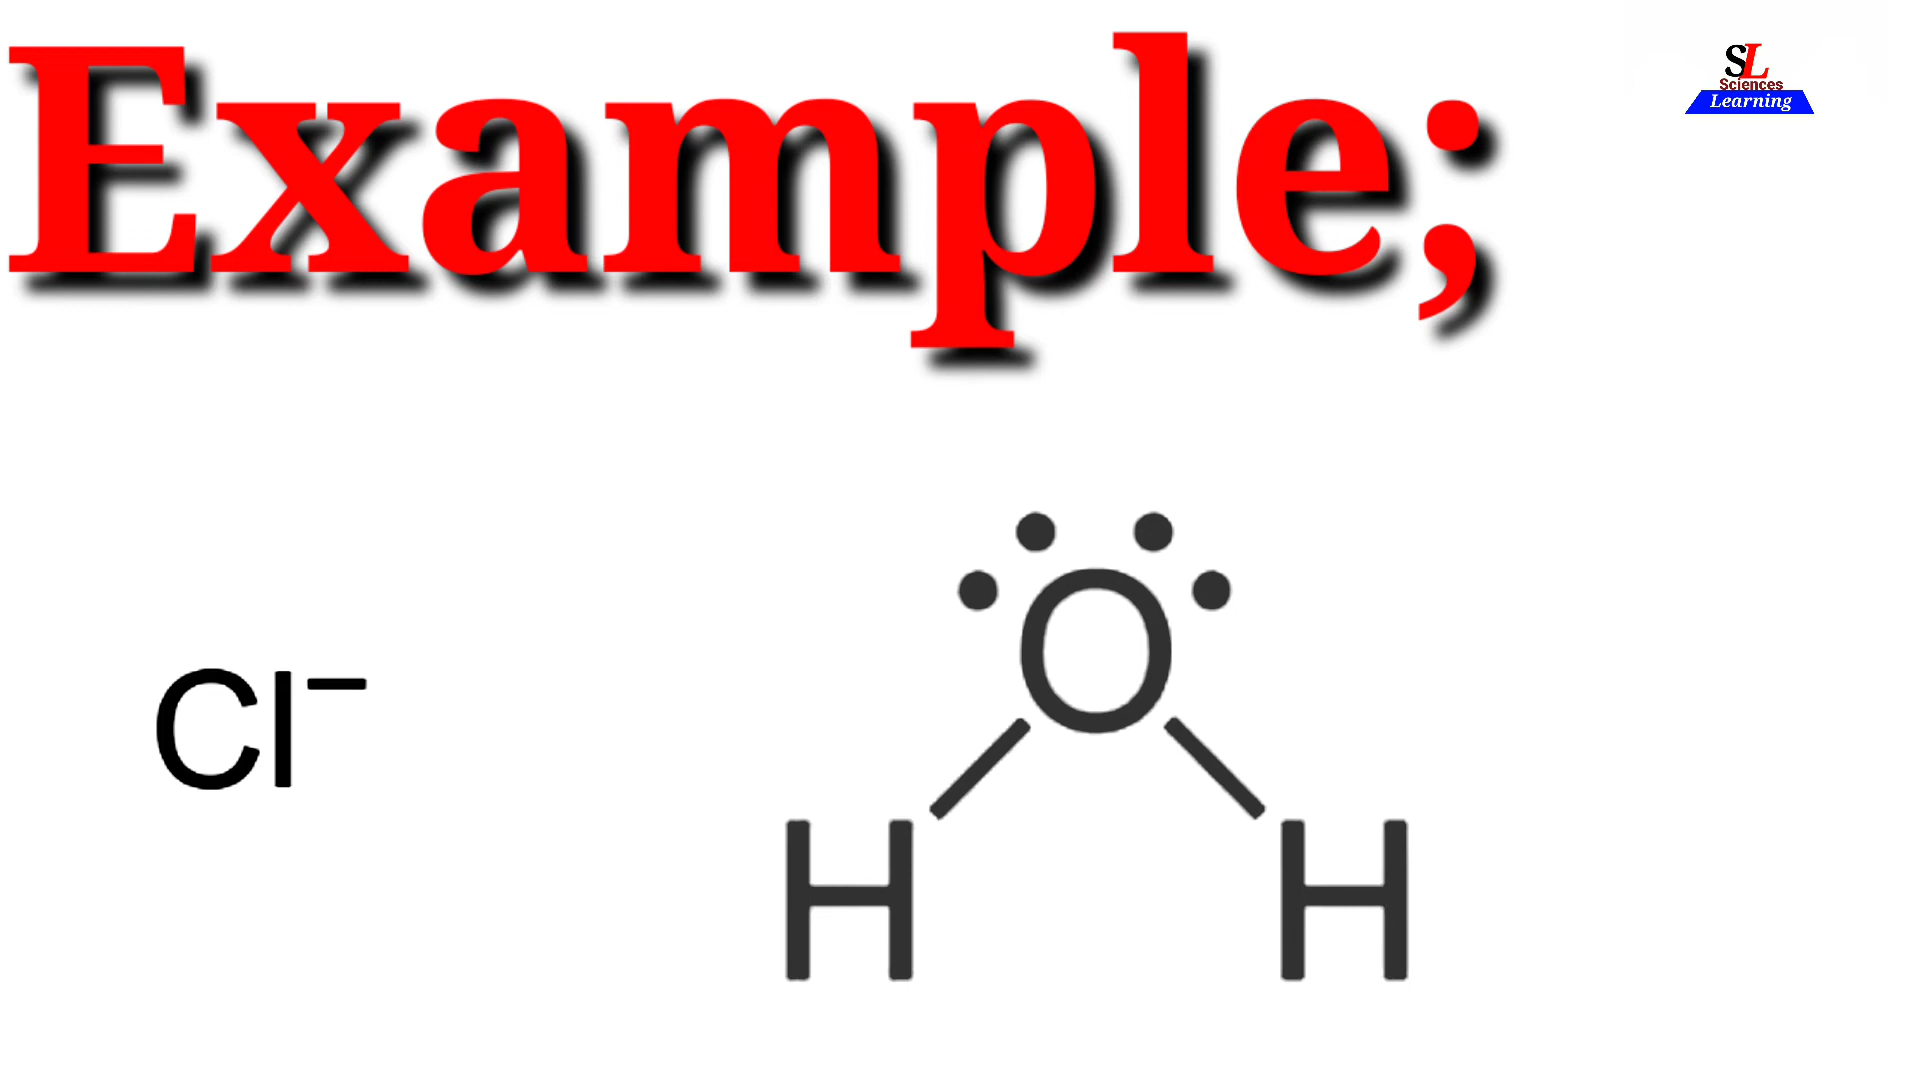 Example;
SL
Sciences
Learning
Cl⁻
O
H H